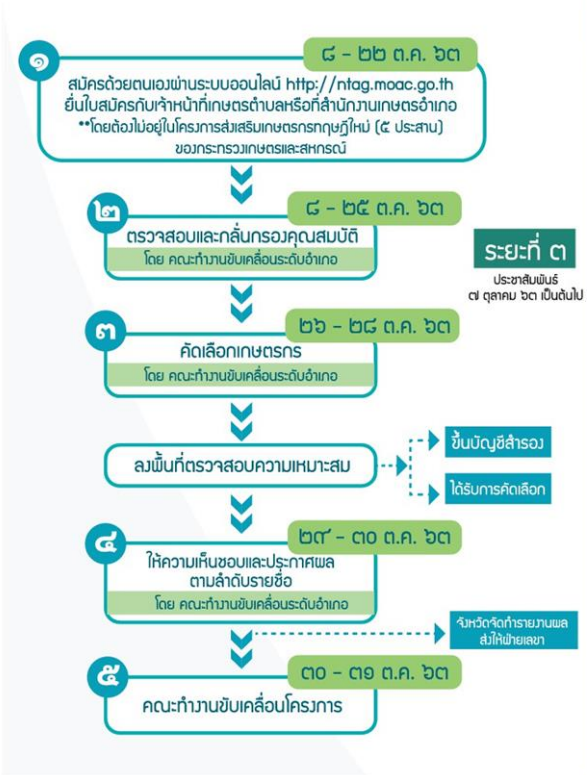 ๑
๘ – ๒๒ ต.ค. ๖๓
สมัครด้วยตนเองผ่านระบบออนไลน์ http://ntag.moac.go.th
ยื่นใบสมัครกับเจ้าหน้าที่เกษตรตำบลหรือที่สำนักงานเกษตรอำเภอ
**โดยต้องไม่อยู่ในโครงการส่งเสริมเกษตรกรทฤษฎีใหม่ (๕ ประสาน)
ของกระทรวงเกษตรและสหกรณ์
๒
๘ – ๒๕ ต.ค. ๖๓
ตรวจสอบและกลั่นกรองคุณสมบัติ
โดย คณะทำงานขับเคลื่อนระดับอำเภอ
ระยะที่ ๓
ประชาสัมพันธ์
๗ ตุลาคม ๖๓ เป็นต้นไป
๓
๒๖ – ๒๘ ต.ค. ๖๓
คัดเลือกเกษตรกร
โดย คณะทำงานขับเคลื่อนระดับอำเภอ
ลงพื้นที่ตรวจสอบความเหมาะสม
ขึ้นบัญชีสำรอง
ได้รับการคัดเลือก
๔
๒๙ – ๓๐ ต.ค. ๖๓
ให้ความเห็นชอบและประกาศผล
ตามลำดับรายชื่อ
โดย คณะทำงานขับเคลื่อนระดับอำเภอ
จังหวัดจัดทำรายงานผล
ส่งให้ฝ่ายเลขา
๕
๓๐ – ๓๑ ต.ค. ๖๓
คณะทำงานขับเคลื่อนโครงการ